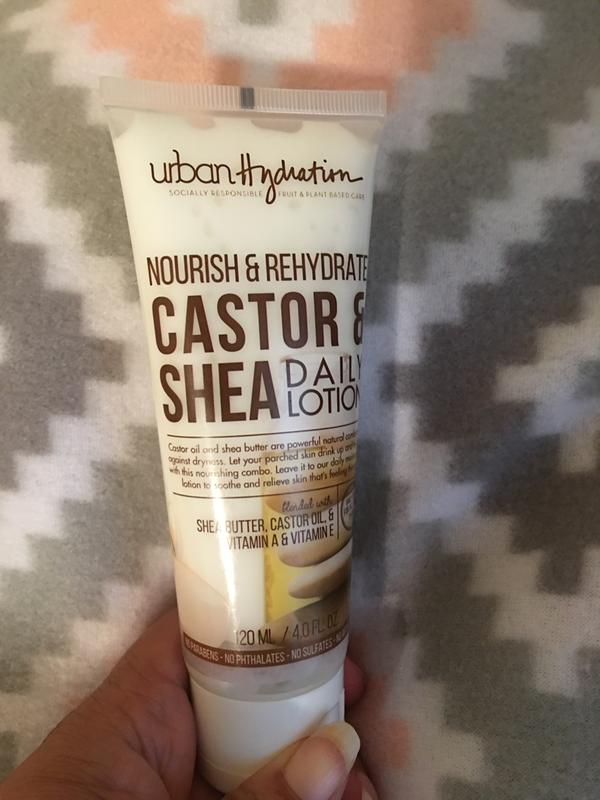 urban Hydration
SOCIALLY RESPONSIBLE FRUIT & PLANT BASED CARE
NOURISH & REHYDRATE
CASTOR &
SHEA DAILY
LOTION
Castor oil and shea butter are powerful natural
against dryness. Let your parched skin drink up
with this nourishing combo. Leave it to our daily
lotion to soothe and relieve skin that's feeling
blended with
SHEA BUTTER, CASTOR OIL, &
VITAMIN A & VITAMIN E
120 ML / 4.0 FL OZ
PARABENS - NO PHTHALATES - NO SULFATES -